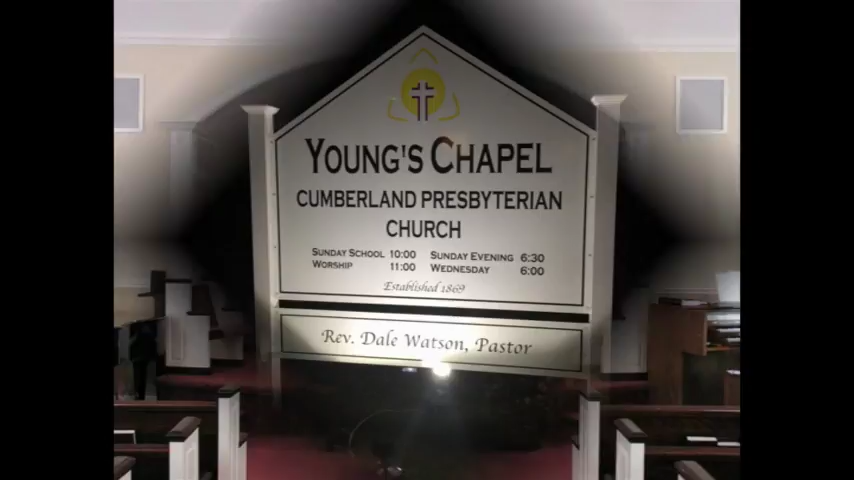 YOUNG'S CHAPEL
CUMBERLAND PRESBYTERIAN
CHURCH
SUNDAY SCHOOL 10:00 SUNDAY EVENING 6:30
WORSHIP 11:00 WEDNESDAY 6:00
Established 1869
Rev. Dale Watson, Pastor